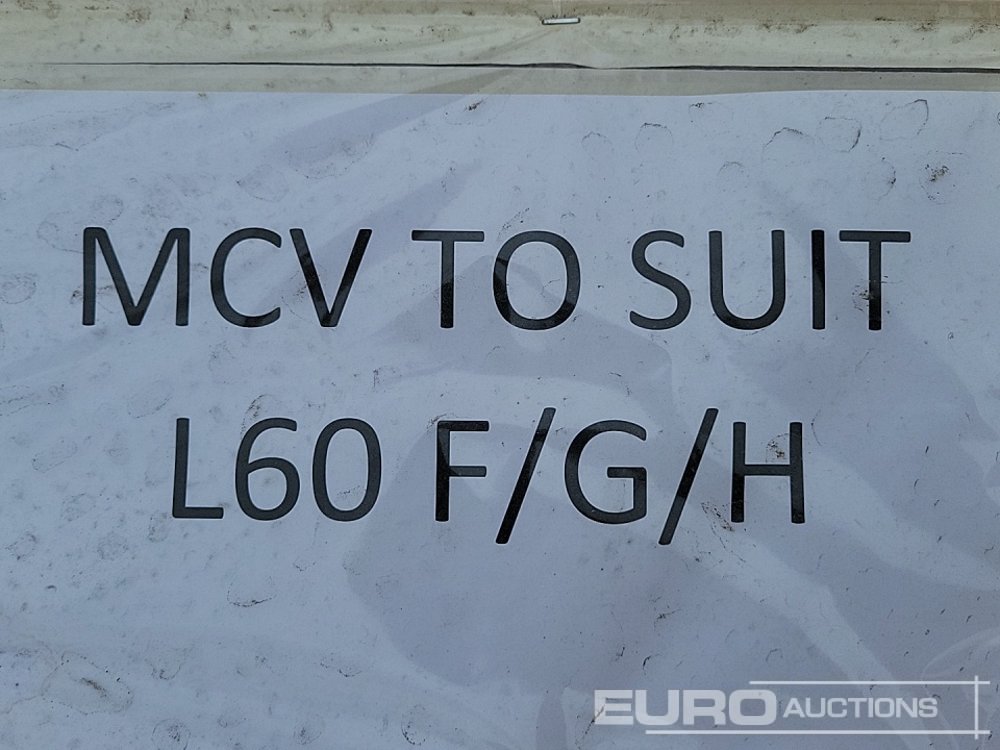 MCV TO SUIT
L60 F/G/H
EURO AUCTIONS